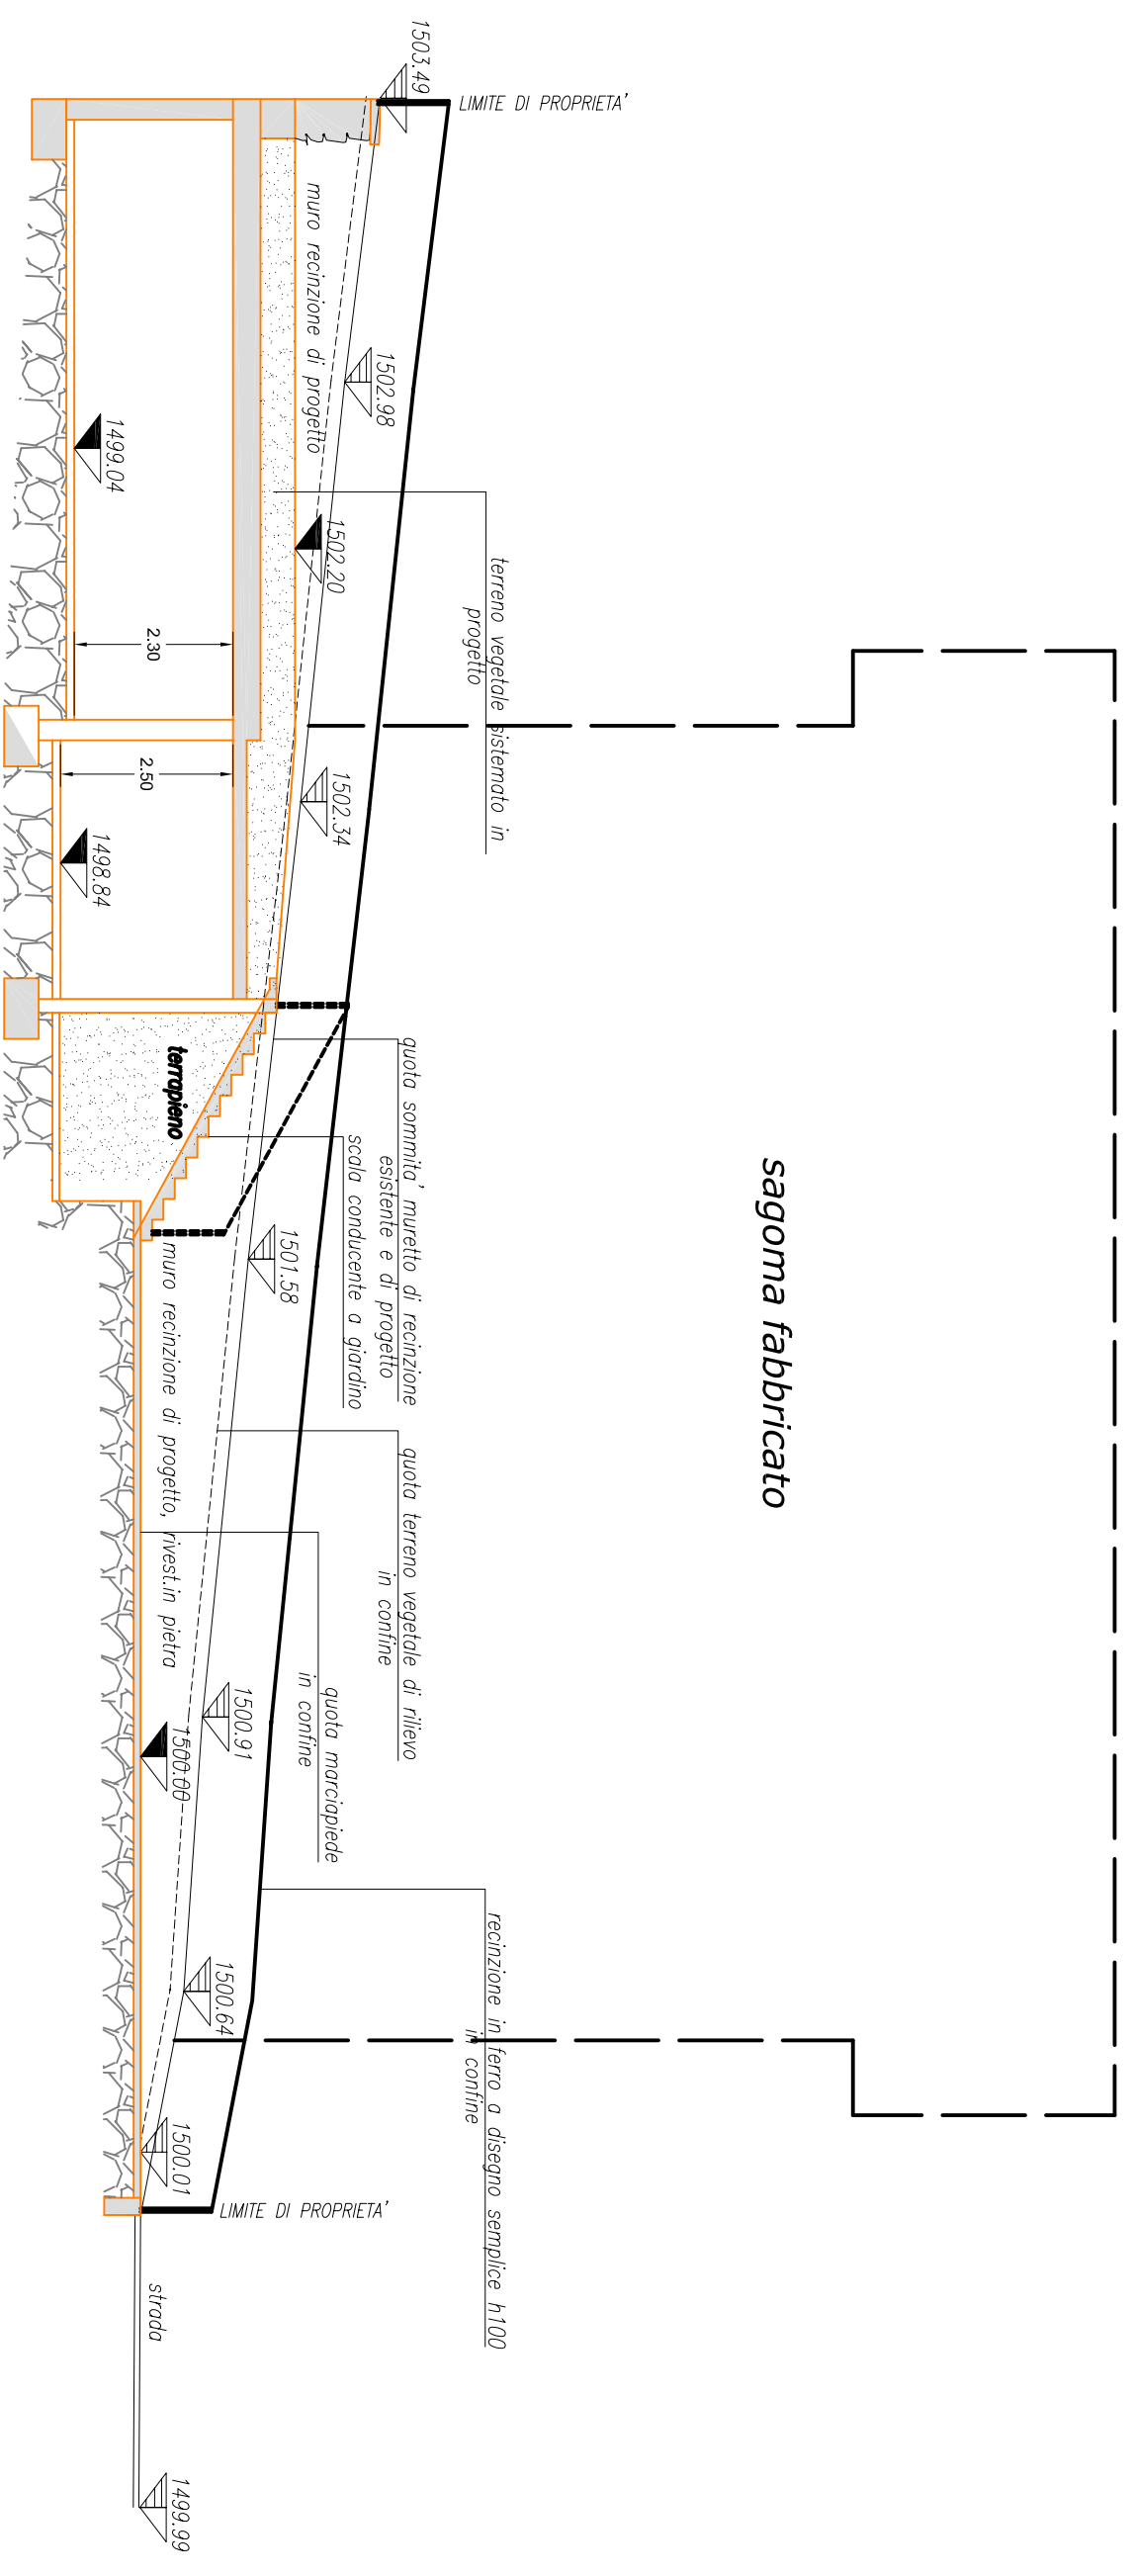 sagoma fabbricato
LIMITE DI PROPRIETA'
1503.49
1502.98
muro recinzione di progetto
terreno vegetale sistemato in
progetto
1502.20
1499.04
2.30
2.50
1502.34
1498.84
terrapieno
quota sommita' muretto di recinzione
esistente e di progetto
scala conducente a giardino
1501.58
muro recinzione di progetto, rivest.in pietra
quota terreno vegetale di rilievo
in confine
quota marciapiede
in confine
1500.91
1500.00
recinzione in ferro a disegno semplice h100
in confine
1500.64
1500.01
LIMITE DI PROPRIETA'
strada
1499.99